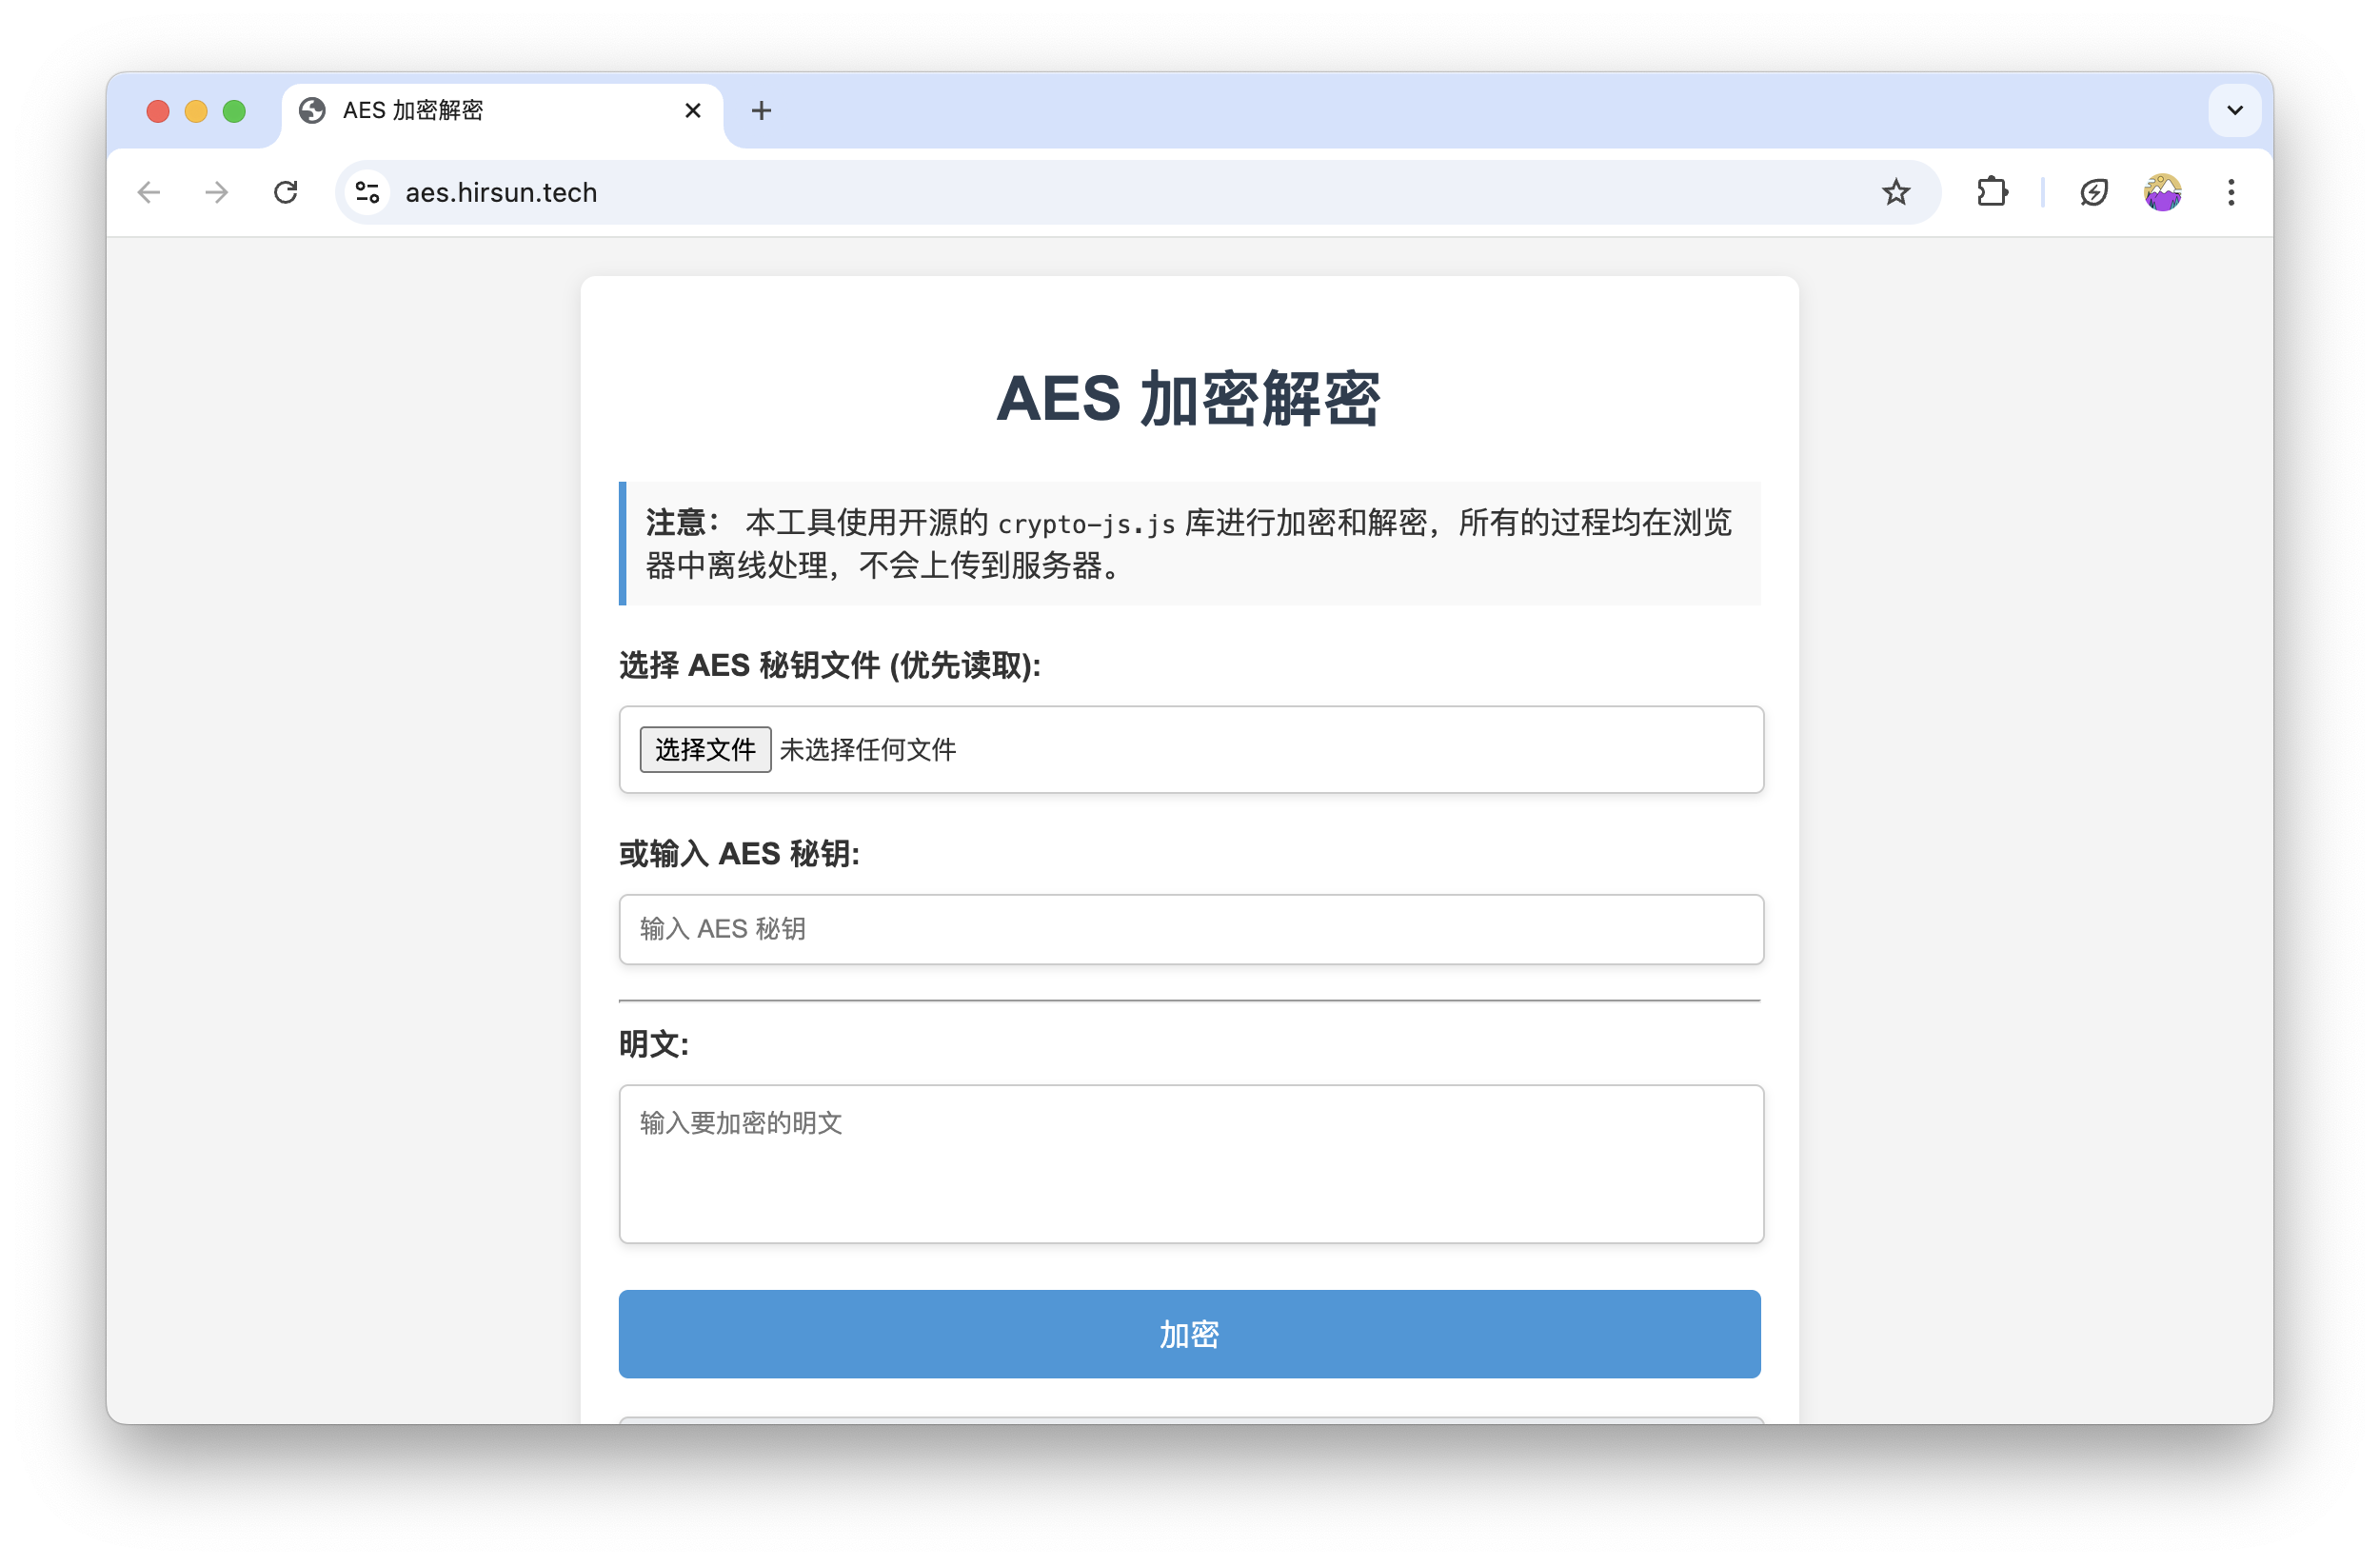 AES 加密解密
aes.hirsun.tech
AES 加密解密
注意： 本工具使用开源的 crypto-js.js 库进行加密和解密，所有的过程均在浏览
器中离线处理，不会上传到服务器。
选择 AES 秘钥文件 (优先读取):
选择文件 未选择任何文件
或输入 AES 秘钥:
输入 AES 秘钥
明文:
输入要加密的明文
加密